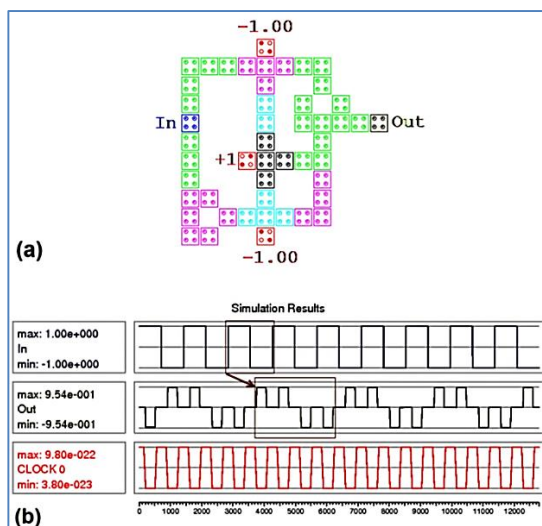 -1.00
In
Out
+1
-1.00
(a)
Simulation Results
max: 1.00e+000
In
min: -1.00e+000
max: 9.54e-001
Out
min: -9.54e-001
max: 9.80e-022
CLOCK 0
min: 3.80e-023
0 1000 2000 3000 4000 5000 6000 7000 8000 9000 10000 11000 12000
(b)